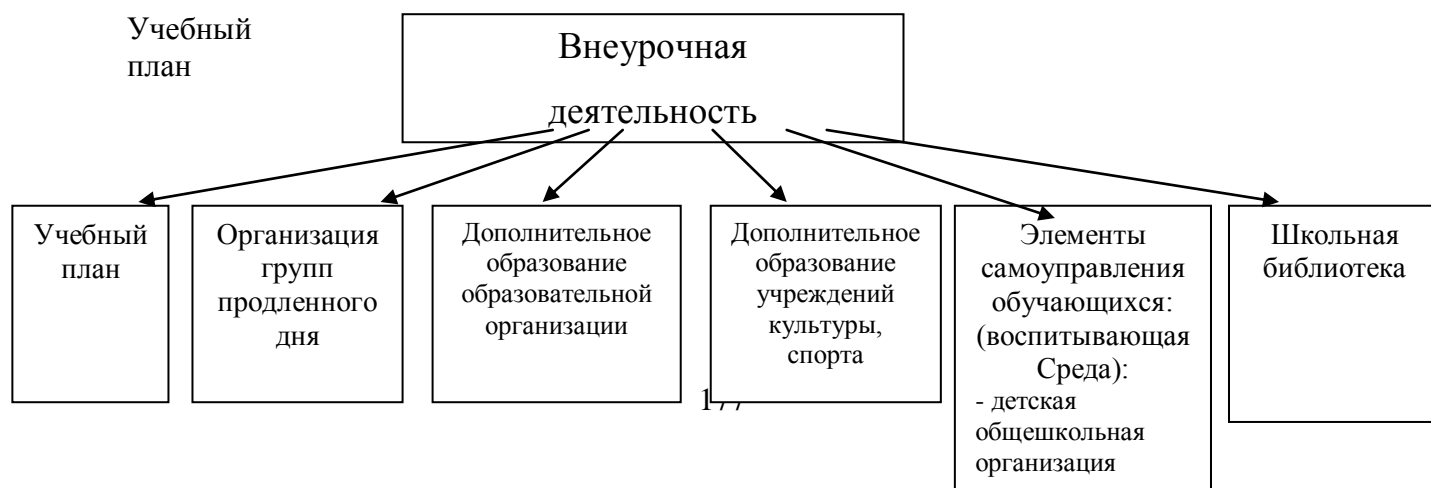 Учебный
план
Внеурочная
деятельность
Учебный
план
Организация
групп
продленного
дня
Дополнительное
образование
образовательной
организации
Дополнительное
образование
учреждений
культуры,
спорта
Элементы
самоуправления
обучающихся:
(воспитывающая
Среда):
- детская
общешкольная
организация
Школьная
библиотека